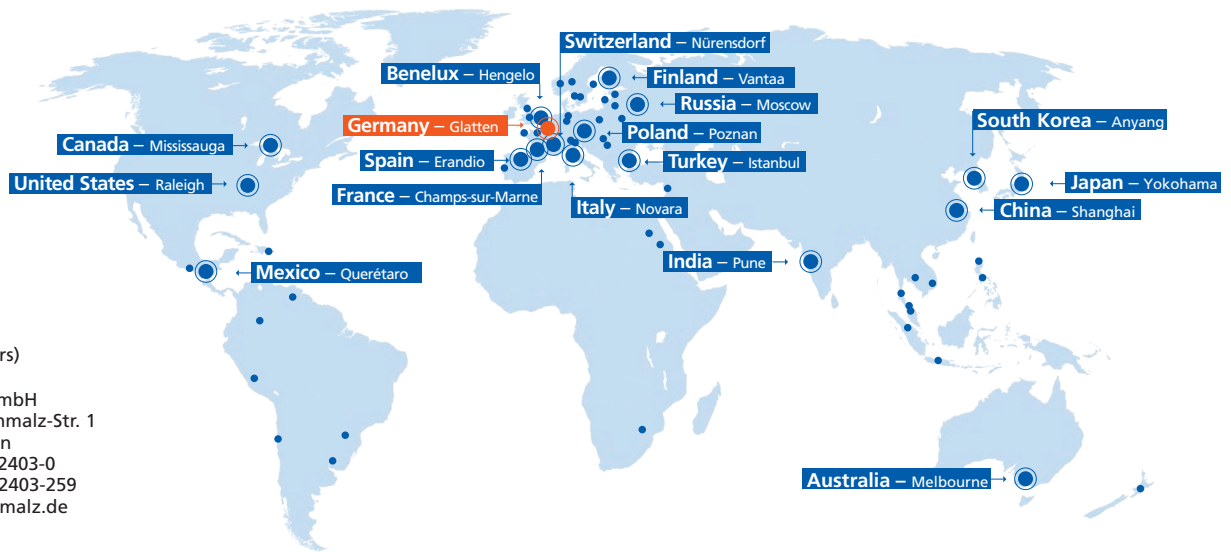 Switzerland – Nürensdorf
Benelux – Hengelo
Finland – Vantaa
Russia – Moscow
Germany – Glatten
South Korea – Anyang
Canada – Mississauga
Poland – Poznan
Spain – Erandio
Turkey – Istanbul
United States – Raleigh
Japan – Yokohama
France – Champs-sur-Marne
Italy – Novara
China – Shanghai
India – Pune
Mexico – Querétaro
rs)
mbH
hmalz-Str. 1
n
2403-0
2403-259
malz.de
Australia – Melbourne